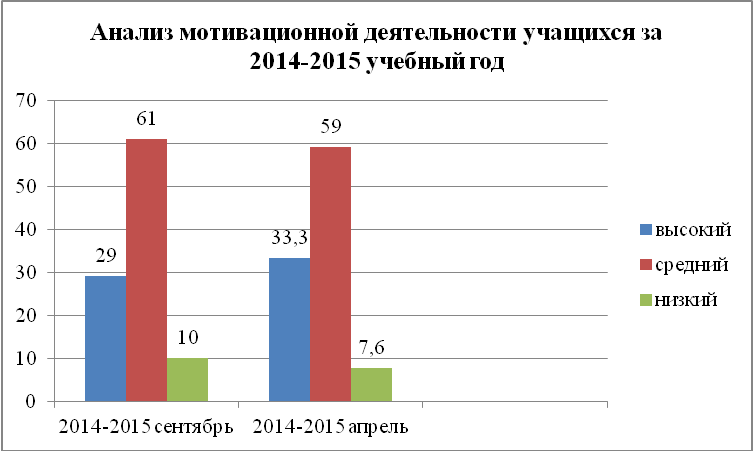 Анализ мотивационной деятельности учащихся за
2014-2015 учебный год
70
60
50
40
30
20
10
0
29
61
10
33,3
59
7,6
2014-2015 сентябрь
2014-2015 апрель
высокий
средний
низкий